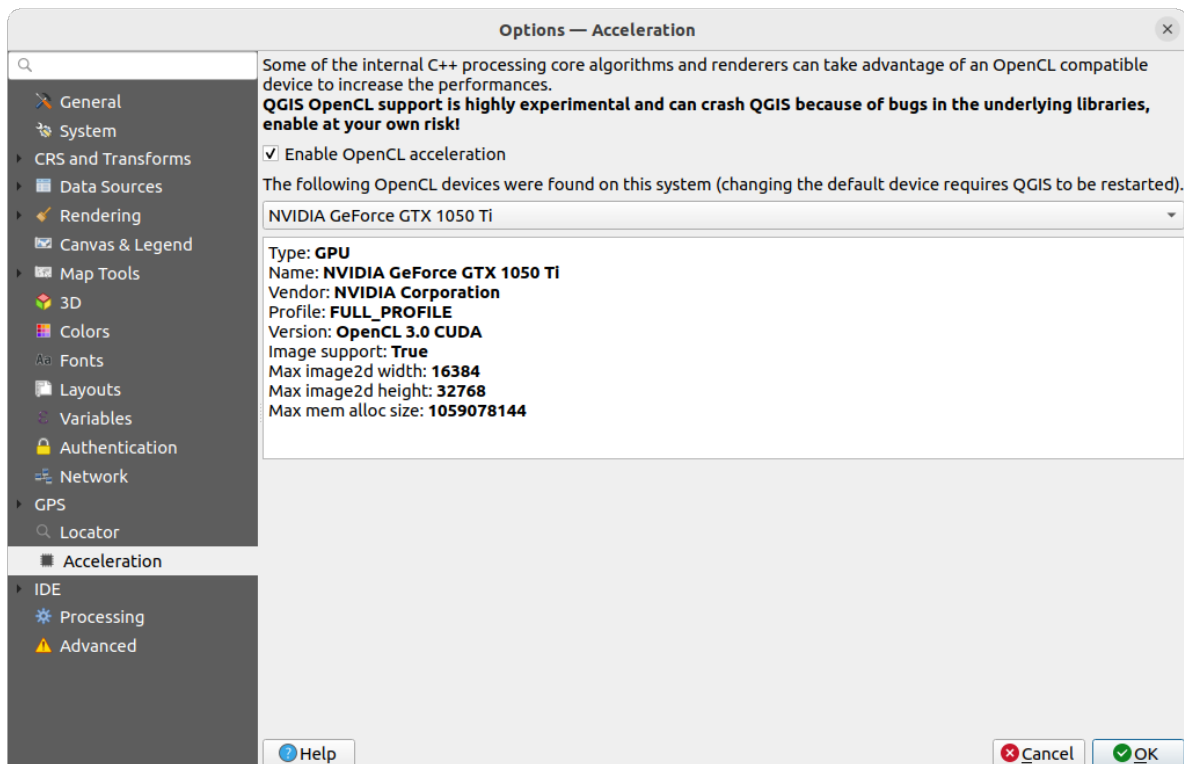 Options — Acceleration
General
System
CRS and Transforms
Data Sources
Rendering
Canvas & Legend
Map Tools
3D
Colors
Aa Fonts
Layouts
ε Variables
Authentication
Network
GPS
Locator
Acceleration
IDE
Processing
Advanced
Some of the internal C++ processing core algorithms and renderers can take advantage of an OpenCL compatible
device to increase the performances.
QGIS OpenCL support is highly experimental and can crash QGIS because of bugs in the underlying libraries,
enable at your own risk!
Enable OpenCL acceleration
The following OpenCL devices were found on this system (changing the default device requires QGIS to be restarted).
NVIDIA GeForce GTX 1050 Ti
Type: GPU
Name: NVIDIA GeForce GTX 1050 Ti
Vendor: NVIDIA Corporation
Profile: FULL_PROFILE
Version: OpenCL 3.0 CUDA
Image support: True
Max image2d width: 16384
Max image2d height: 32768
Max mem alloc size: 1059078144
Help
Cancel
OK